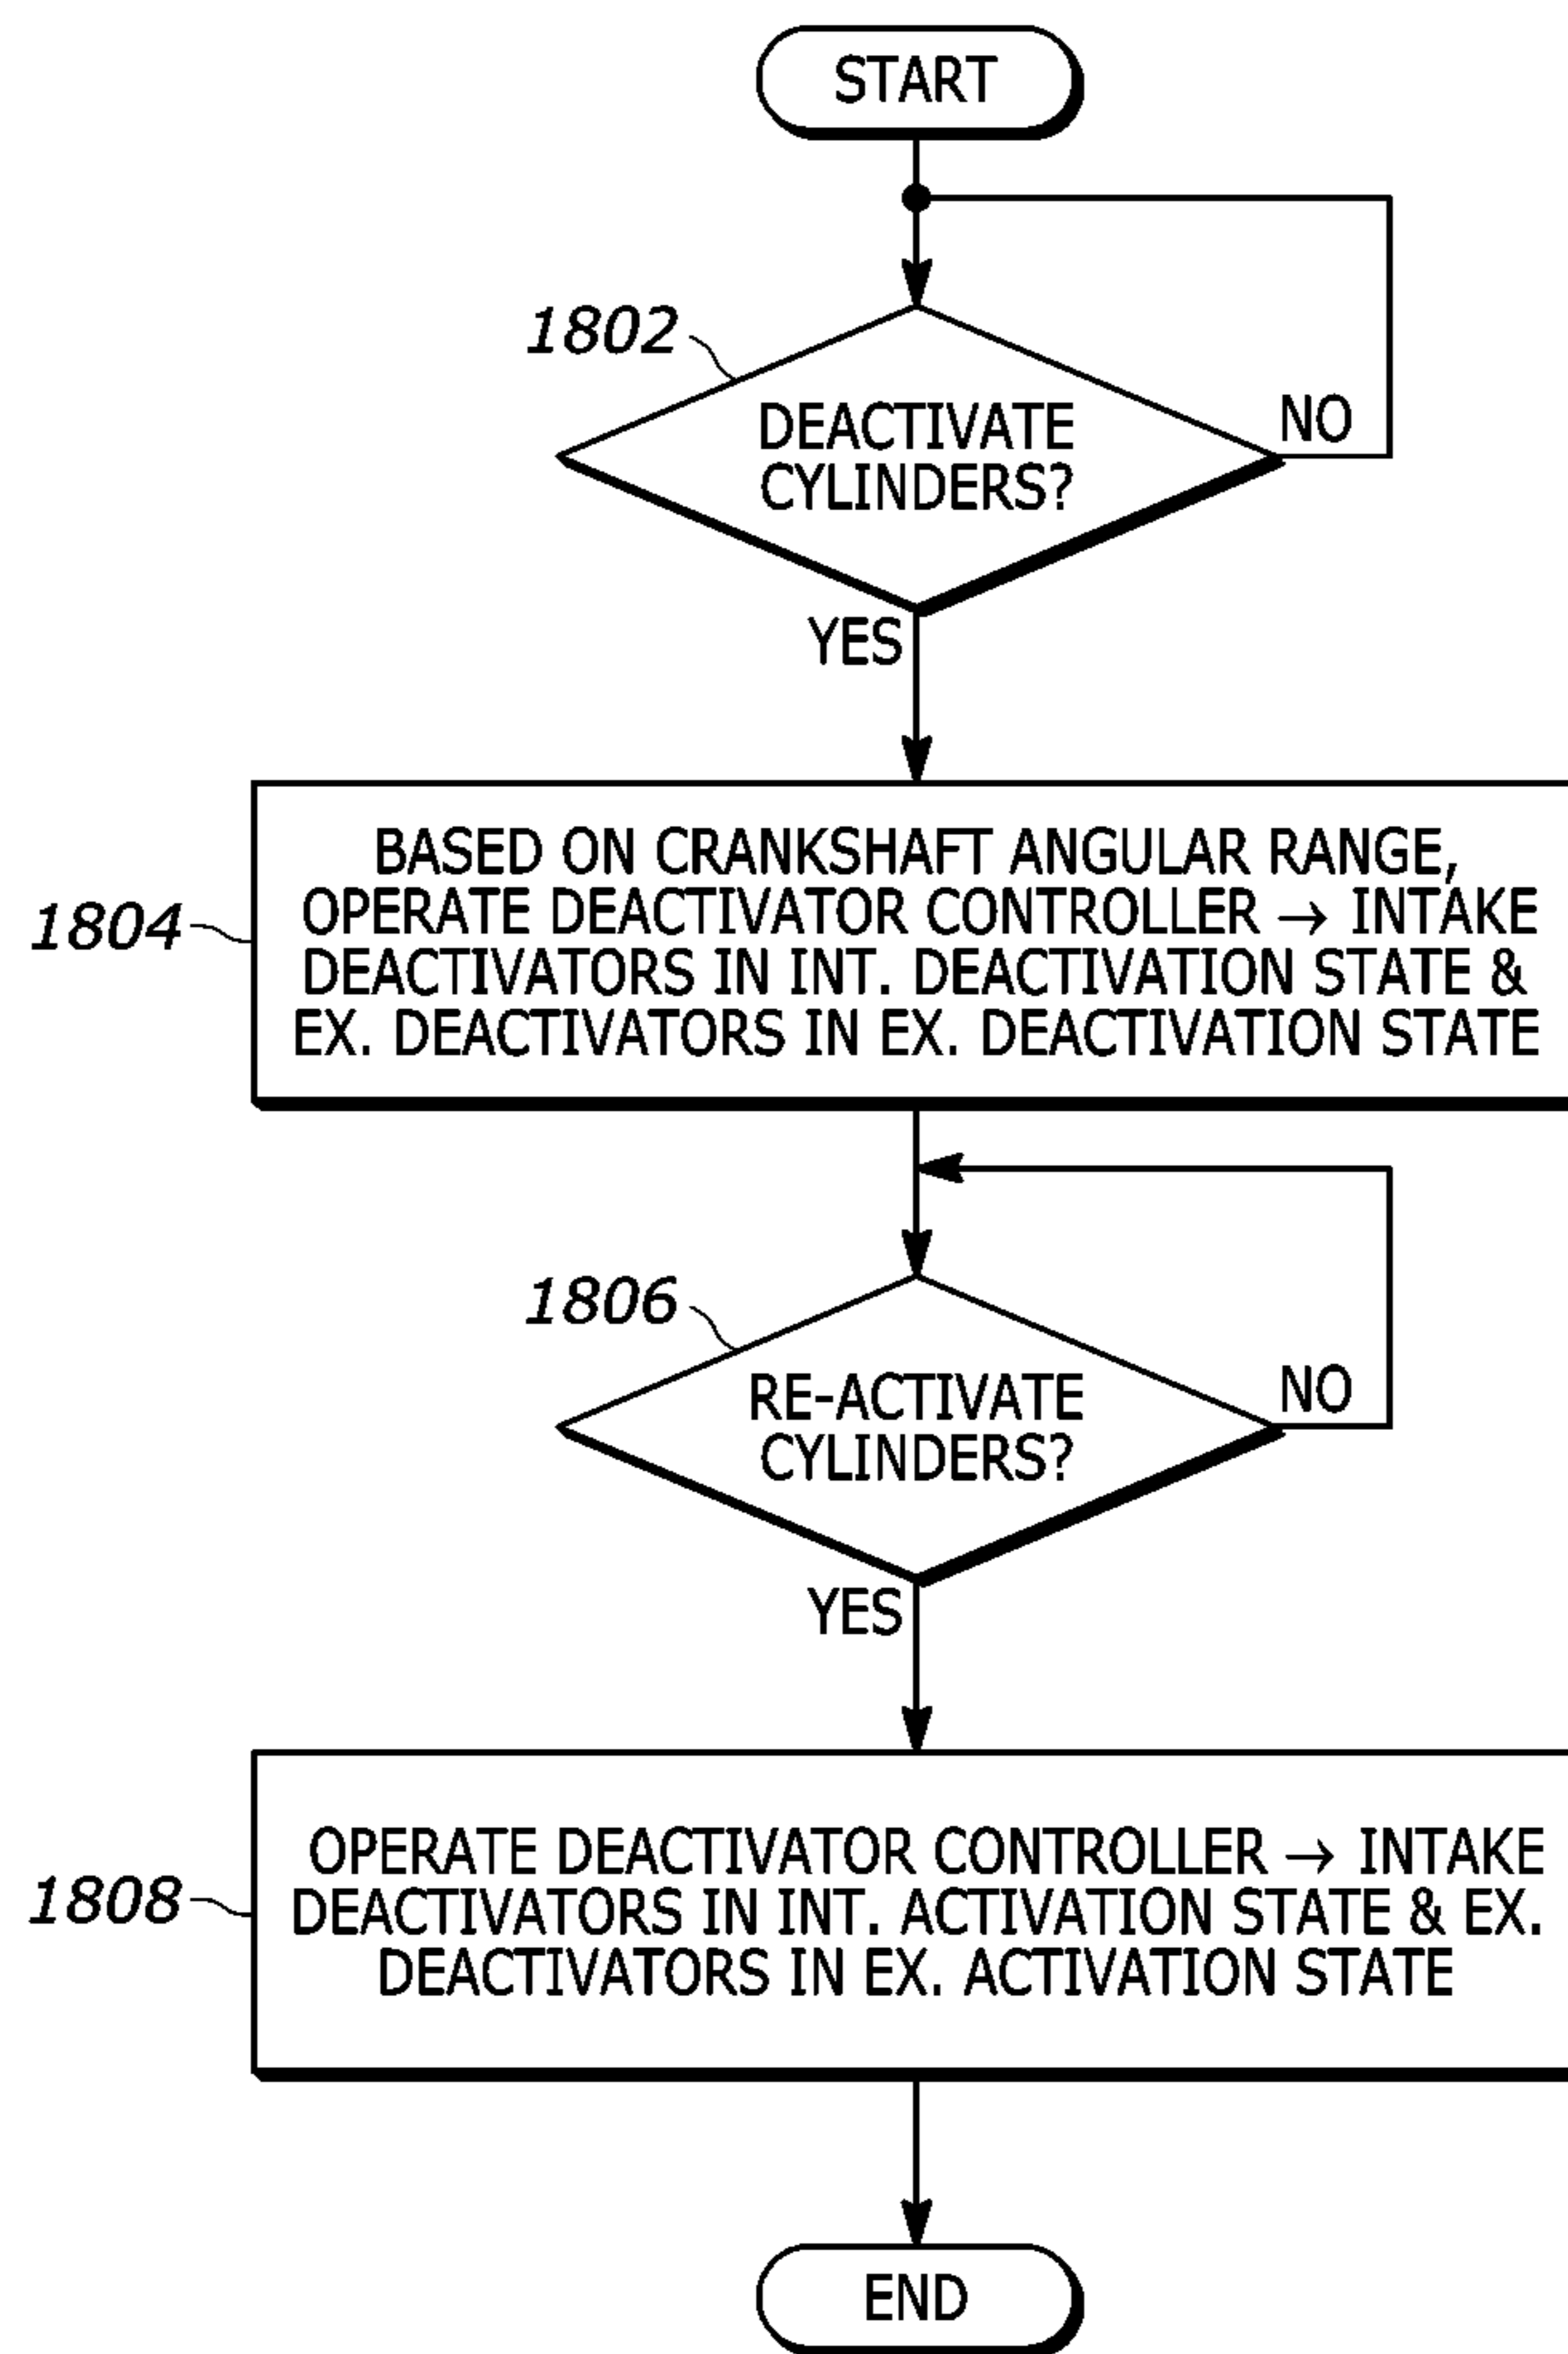 START
1802
DEACTIVATE
CYLINDERS?
NO
YES
1804
BASED ON CRANKSHAFT ANGULAR RANGE,
OPERATE DEACTIVATOR CONTROLLER → INTAKE
DEACTIVATORS IN INT. DEACTIVATION STATE &
EX. DEACTIVATORS IN EX. DEACTIVATION STATE
1806
RE-ACTIVATE
CYLINDERS?
NO
YES
1808
OPERATE DEACTIVATOR CONTROLLER → INTAKE
DEACTIVATORS IN INT. ACTIVATION STATE & EX.
DEACTIVATORS IN EX. ACTIVATION STATE
END